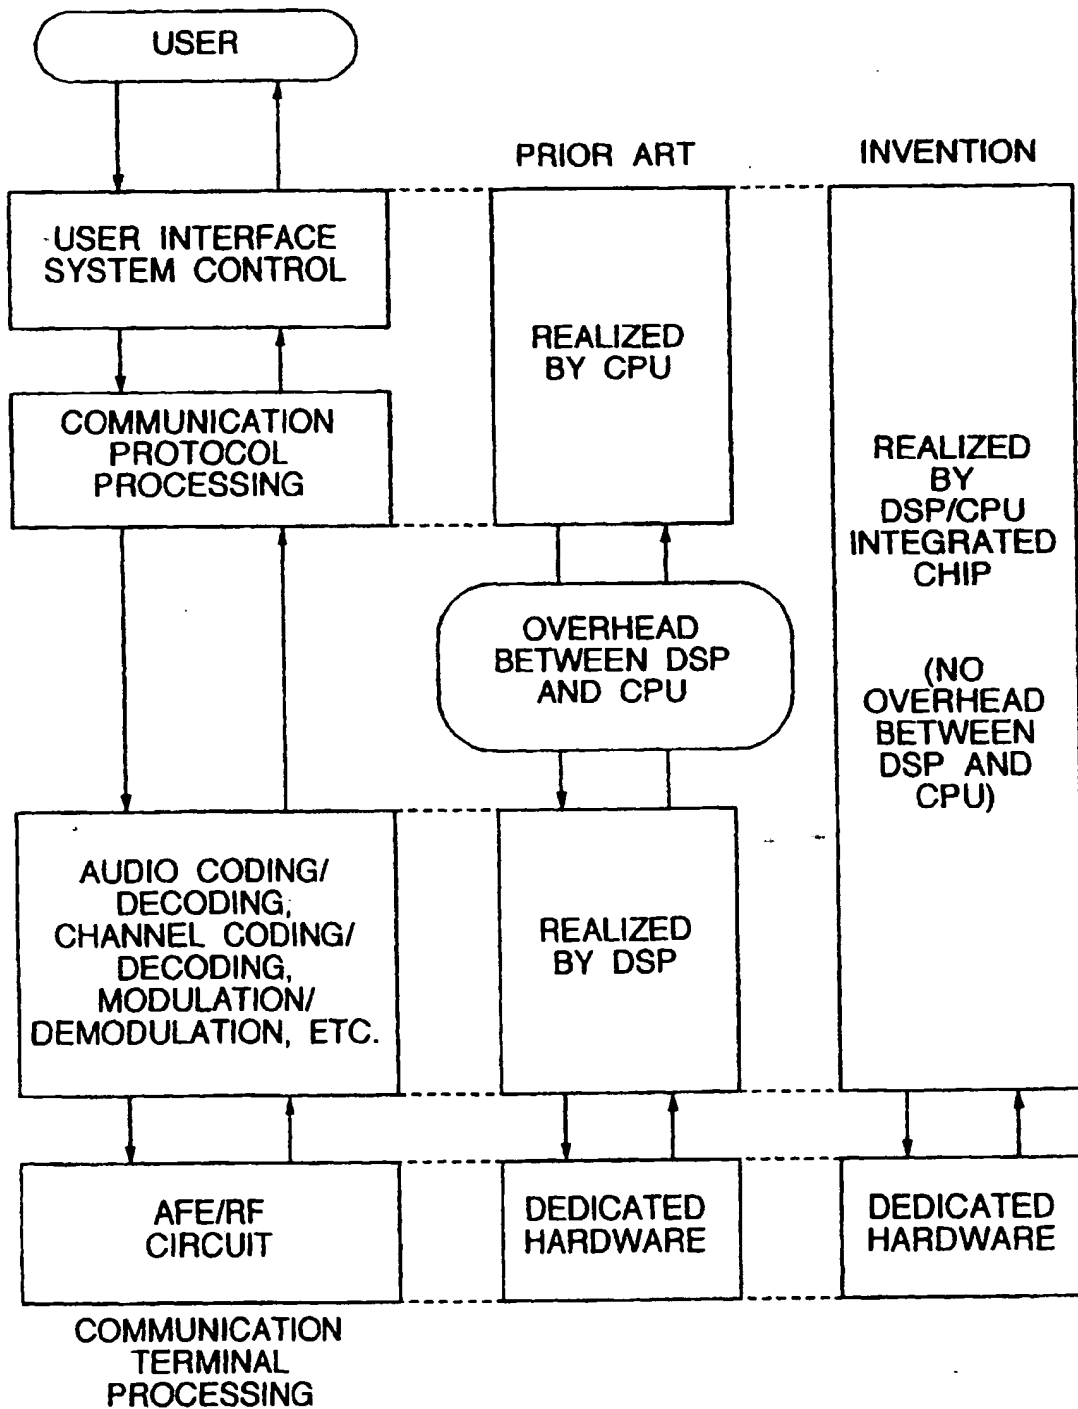 USER
PRIOR ART
INVENTION
USER INTERFACE
SYSTEM CONTROL
COMMUNICATION
PROTOCOL
PROCESSING
AUDIO CODING/
DECODING,
CHANNEL CODING/
DECODING,
MODULATION/
DEMODULATION, ETC.
AFE/RF
CIRCUIT
COMMUNICATION
TERMINAL
PROCESSING
REALIZED
BY CPU
OVERHEAD
BETWEEN DSP
AND CPU
REALIZED
BY DSP
DEDICATED
HARDWARE
REALIZED
BY
DSP/CPU
INTEGRATED
CHIP
(NO
OVERHEAD
BETWEEN
DSP AND
CPU)
DEDICATED
HARDWARE